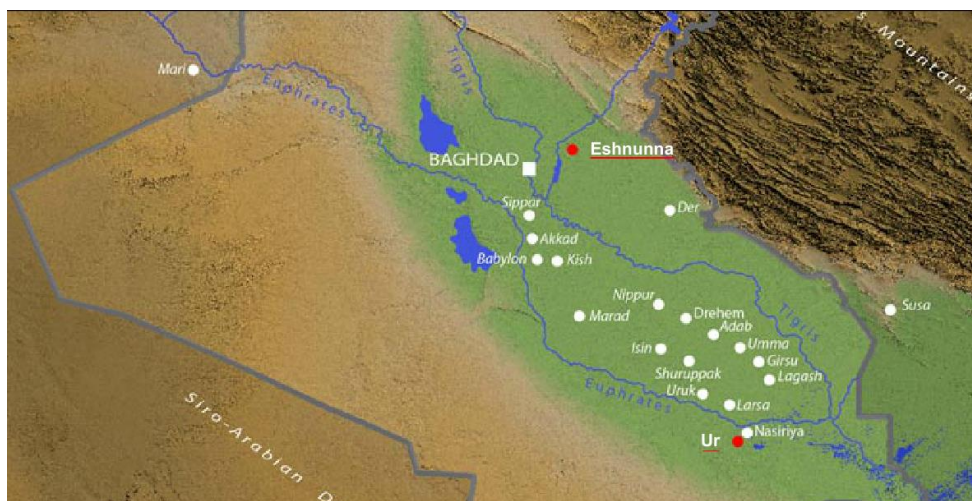 s Mountains
Mari
Euphrates
Tigris
Eshnunna
BAGHDAD
Sippar
Der
Akkad
Babylon
Kish
Nippur
Drehem
Marad
Adab
Tigris
Susa
Isin
Umma
Girsu
Shuruppak
Lagash
Uruk
Euphrates
Larsa
Siro-Arabian D
Ur
Nasiriya